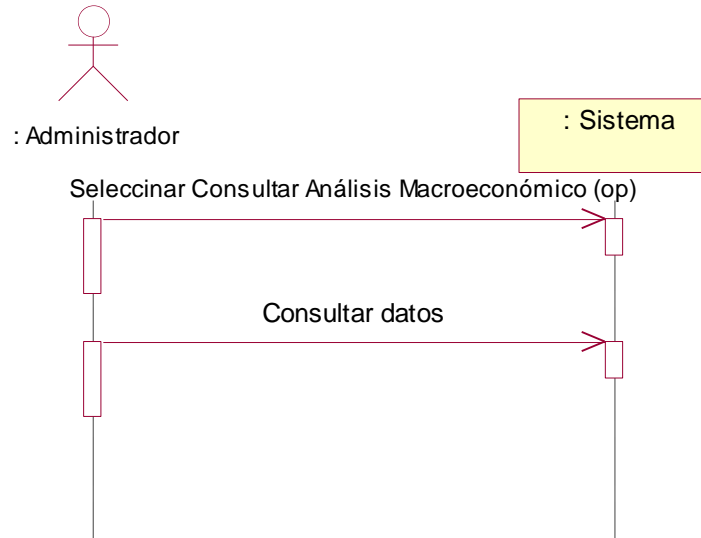 : Administrador
: Sistema
Seleccinar Consultar Análisis Macroeconómico (op)
Consultar datos